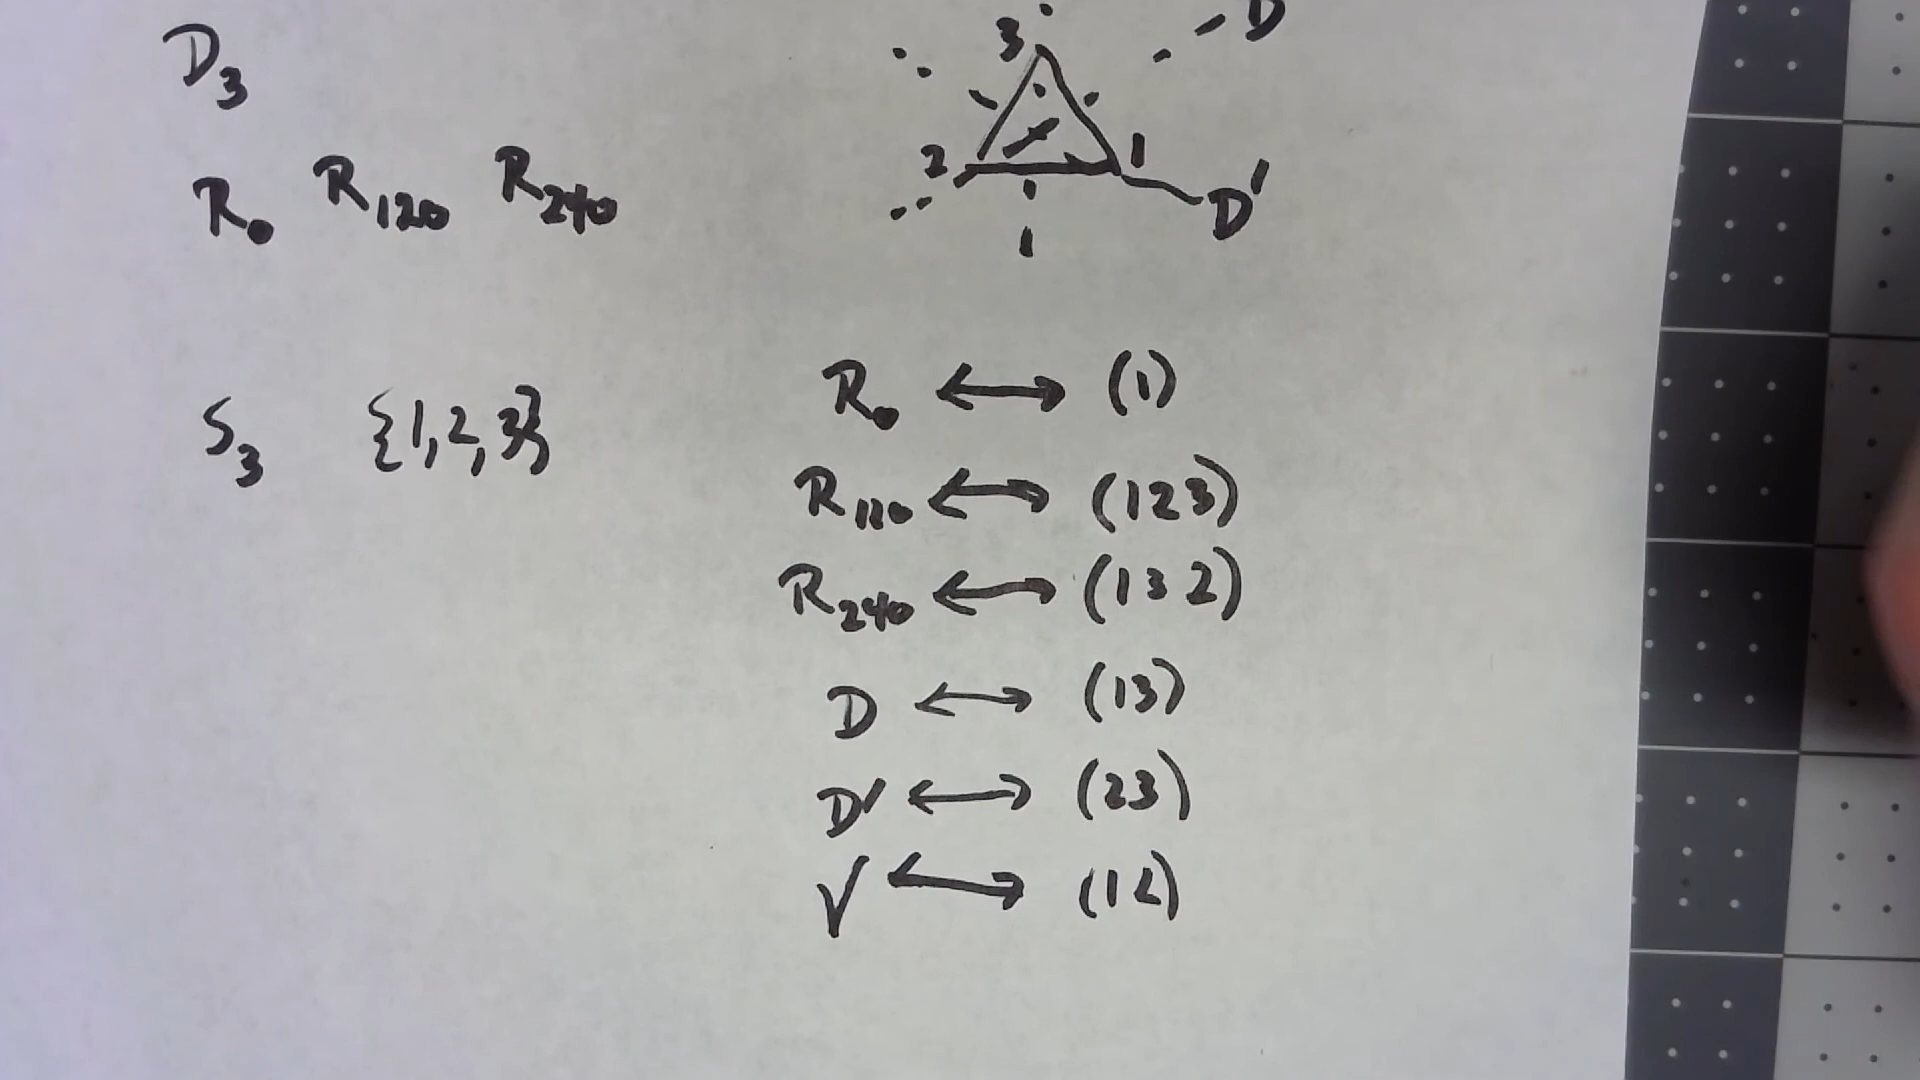 D₃
3 D
2 1
D'
R₀ R₁₂₀ R₂₄₀
R₀ ↔ (1)
S₃ {1,2,3}
R₁₂₀ ↔ (123)
R₂₄₀ ↔ (132)
D ↔ (13)
D' ↔ (23)
V ↔ (12)